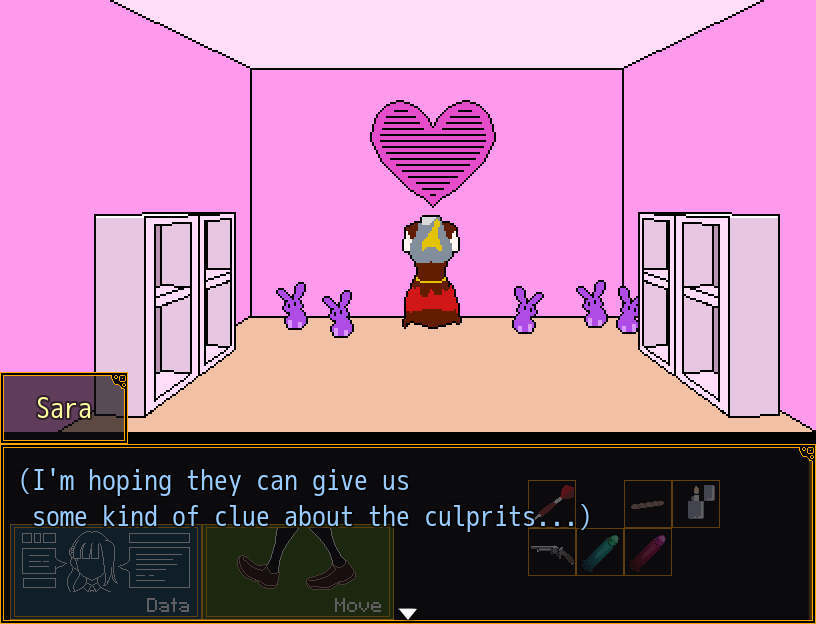 Sara
(I'm hoping they can give us
some kind of clue about the culprits...)
Data
Move